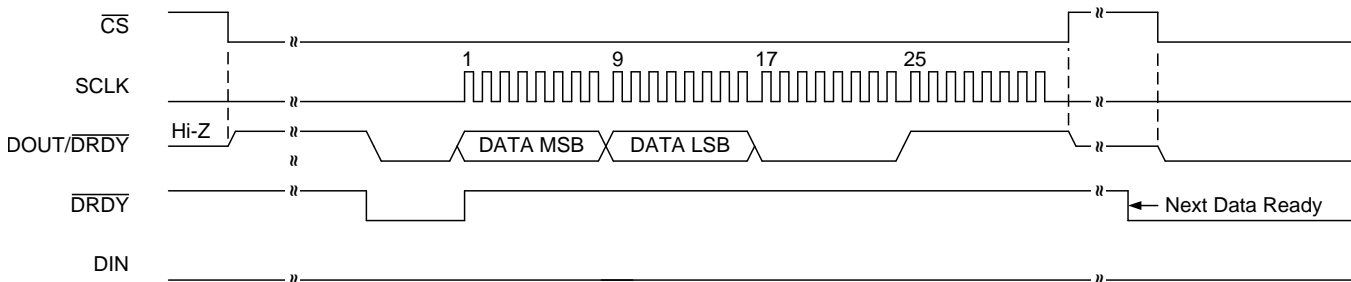 CS
1 9 17 25
SCLK
Hi-Z
DOUT/DRDY
DATA MSB DATA LSB
DRDY
Next Data Ready
DIN